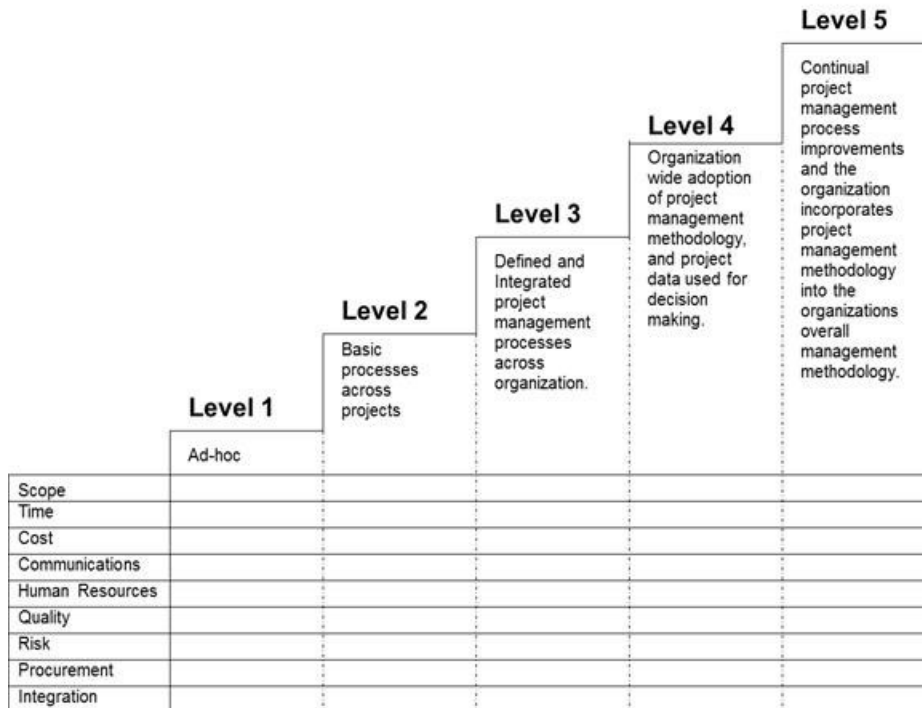 Level 5
Continual
project
management
process
improvements
and the
organization
incorporates
project
management
methodology
into the
organizations
overall
management
methodology.
Level 4
Organization
wide adoption
of project
management
methodology,
and project
data used for
decision
making.
Level 3
Defined and
Integrated
project
management
processes
across
organization.
Level 2
Basic
processes
across
projects
Level 1
Ad-hoc
Scope
Time
Cost
Communications
Human Resources
Quality
Risk
Procurement
Integration